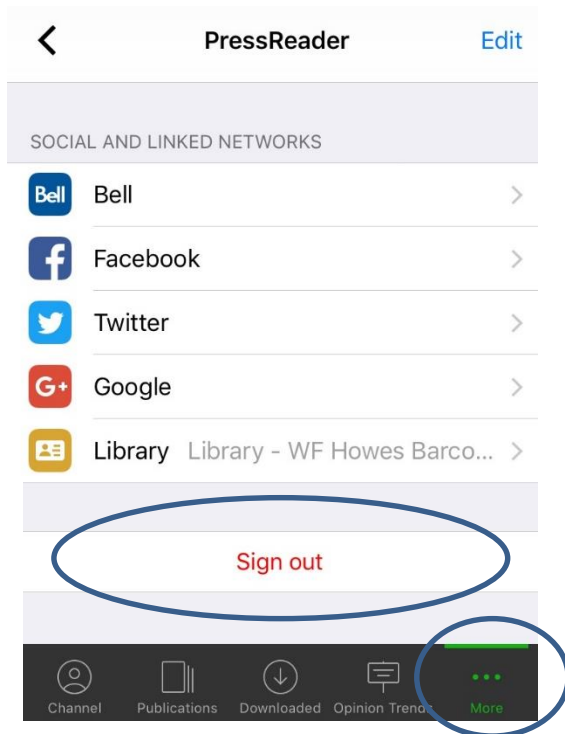 PressReader Edit
SOCIAL AND LINKED NETWORKS
Bell Bell
f Facebook
Twitter
G+ Google
Library Library - WF Howes Barco...
Sign out
Channel Publications Downloaded Opinion Trends More